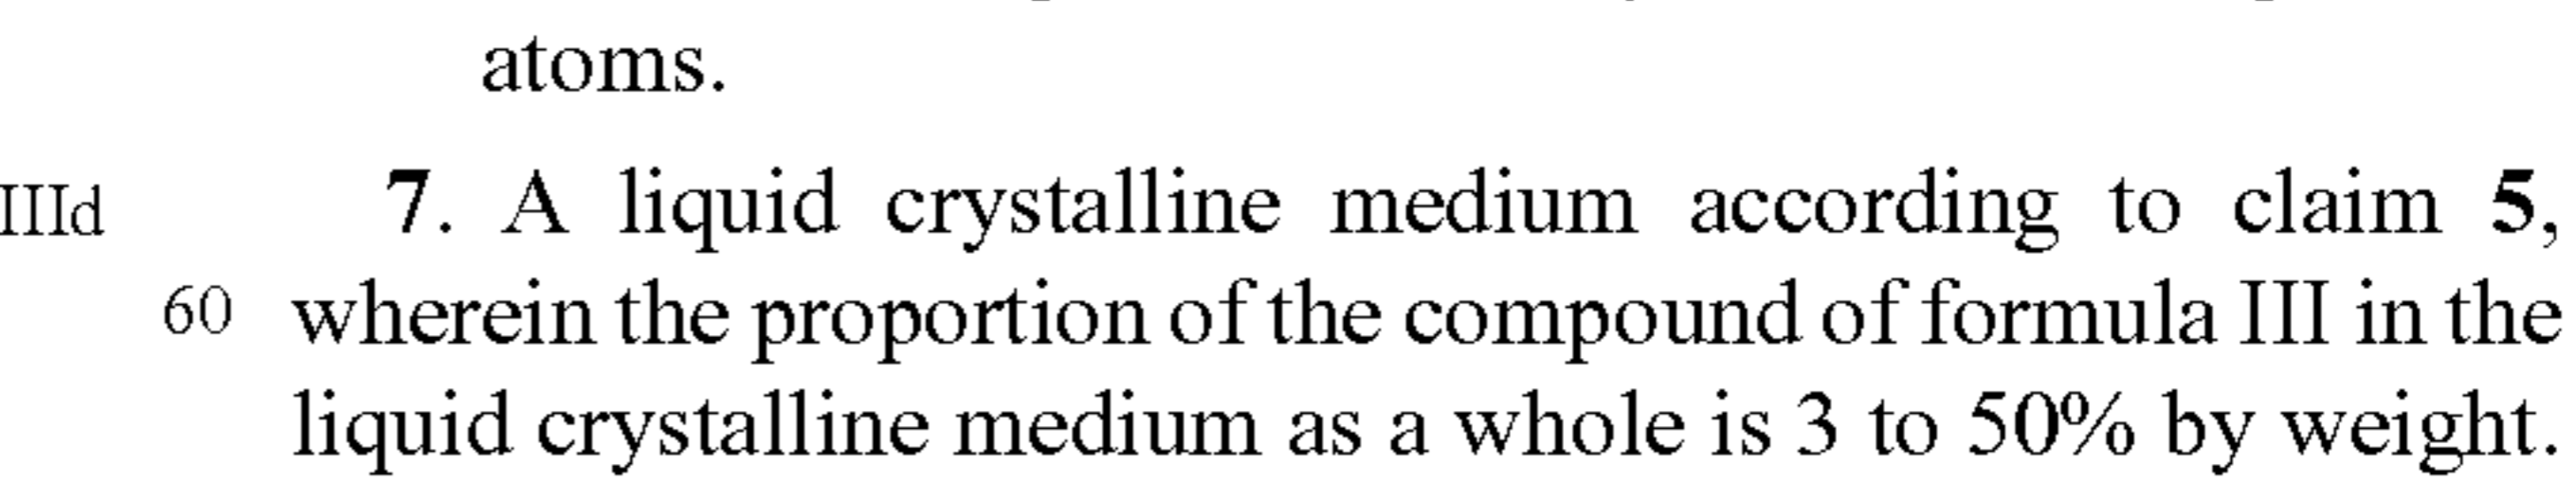 atoms.
IIId 7. A liquid crystalline medium according to claim 5,
60 wherein the proportion of the compound of formula III in the
liquid crystalline medium as a whole is 3 to 50% by weight.